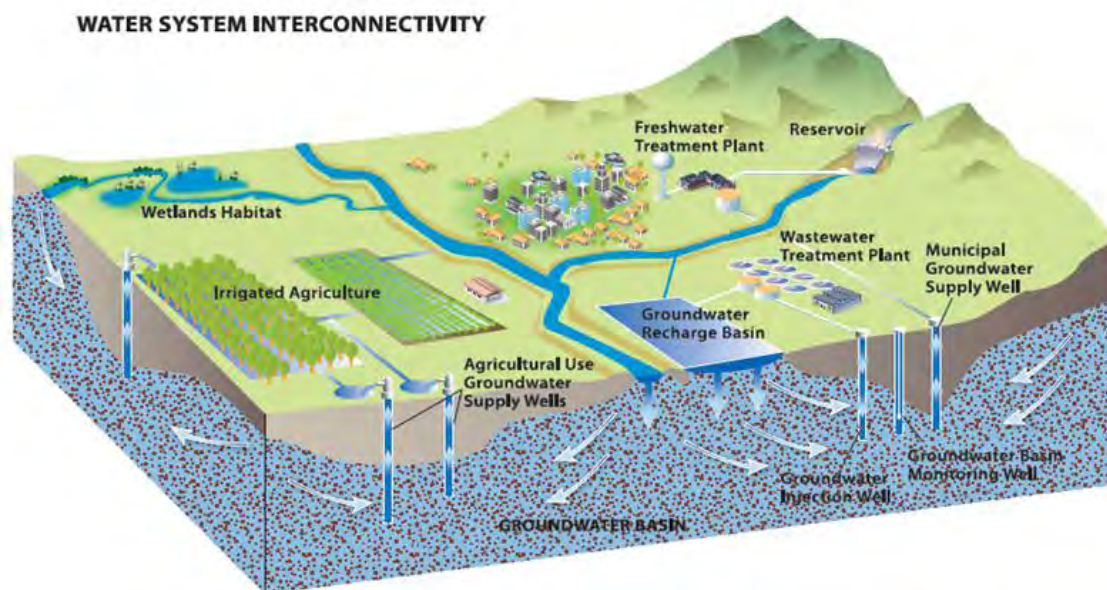 WATER SYSTEM INTERCONNECTIVITY
Freshwater
Treatment Plant
Reservoir
Wetlands Habitat
Wastewater
Treatment Plant
Municipal
Groundwater
Supply Well
Irrigated Agriculture
Groundwater
Recharge Basin
Agricultural Use
Groundwater
Supply Wells
Groundwater Basin
Monitoring Well
Groundwater
Injection Well
GROUNDWATER BASIN